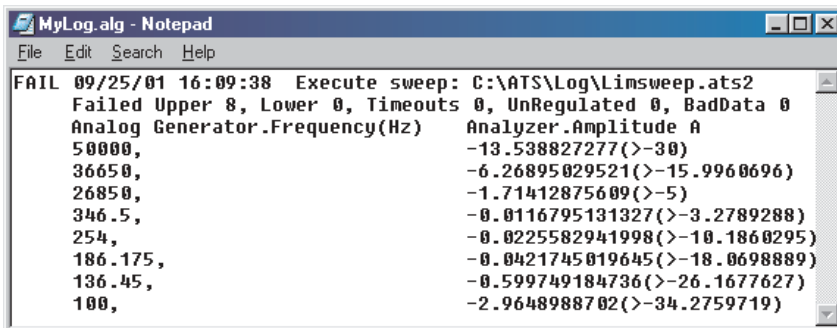 MyLog.alg - Notepad
File Edit Search Help
FAIL 09/25/01 16:09:38 Execute sweep: C:\ATS\Log\Limsweep.ats2
Failed Upper 8, Lower 0, Timeouts 0, UnRegulated 0, BadData 0
Analog Generator.Frequency(Hz) Analyzer.Amplitude A
50000, -13.538827277(>-30)
36650, -6.26895029521(>-15.9960696)
26850, -1.71412875609(>-5)
346.5, -0.0116795131327(>-3.2789288)
254, -0.0225582941998(>-10.1860295)
186.175, -0.0421745019645(>-18.0698889)
136.45, -0.599749184736(>-26.1677627)
100, -2.9648988702(>-34.2759719)